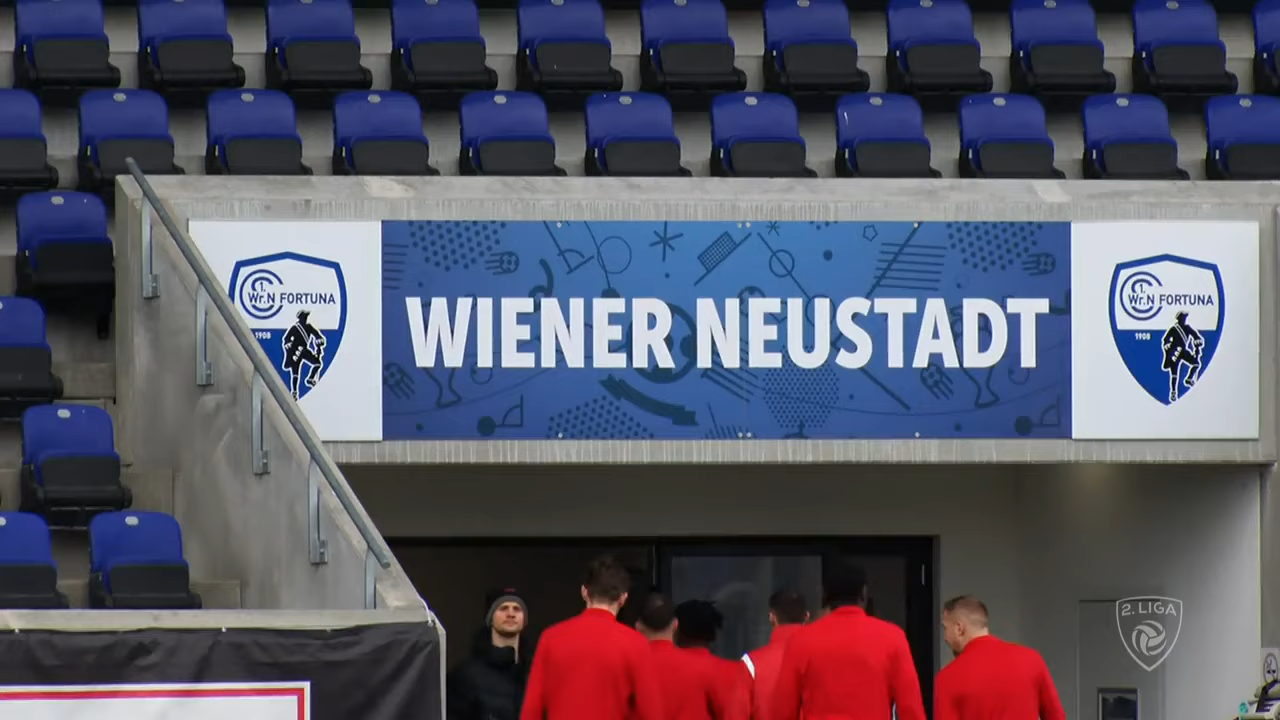 1.
Wr.N FORTUNA
1908
WIENER NEUSTADT
1.
Wr.N FORTUNA
1908
2. LIGA